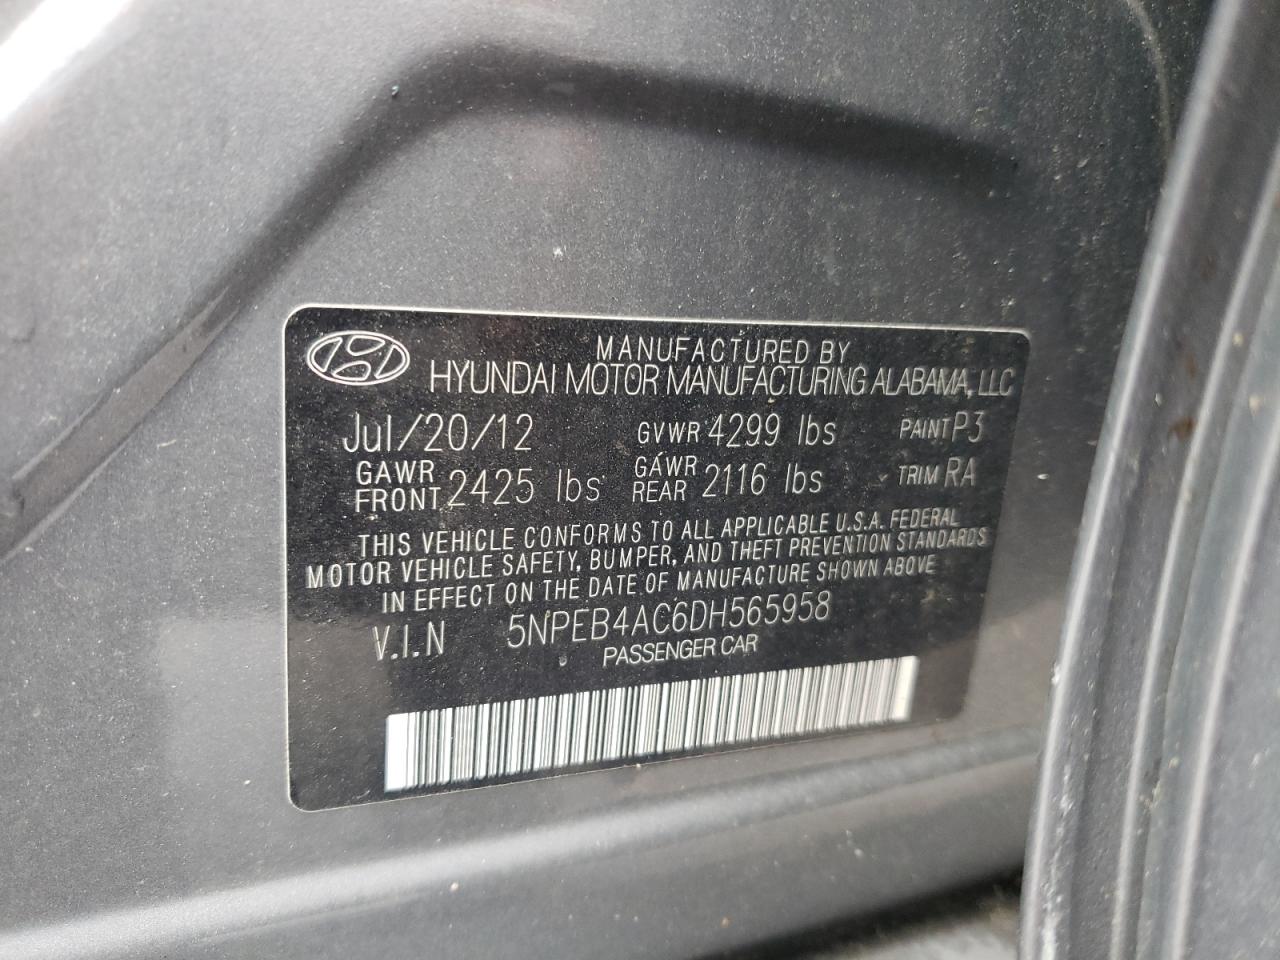 MANUFACTURED BY
HYUNDAI MOTOR MANUFACTURING ALABAMA, LLC
Jul/20/12 GVWR 4299 lbs PAINT P3
GAWR FRONT 2425 lbs GAWR REAR 2116 lbs TRIM RA
THIS VEHICLE CONFORMS TO ALL APPLICABLE U.S.A. FEDERAL
MOTOR VEHICLE SAFETY, BUMPER, AND THEFT PREVENTION STANDARDS
IN EFFECT ON THE DATE OF MANUFACTURE SHOWN ABOVE
V.I.N 5NPEB4AC6DH565958
PASSENGER CAR